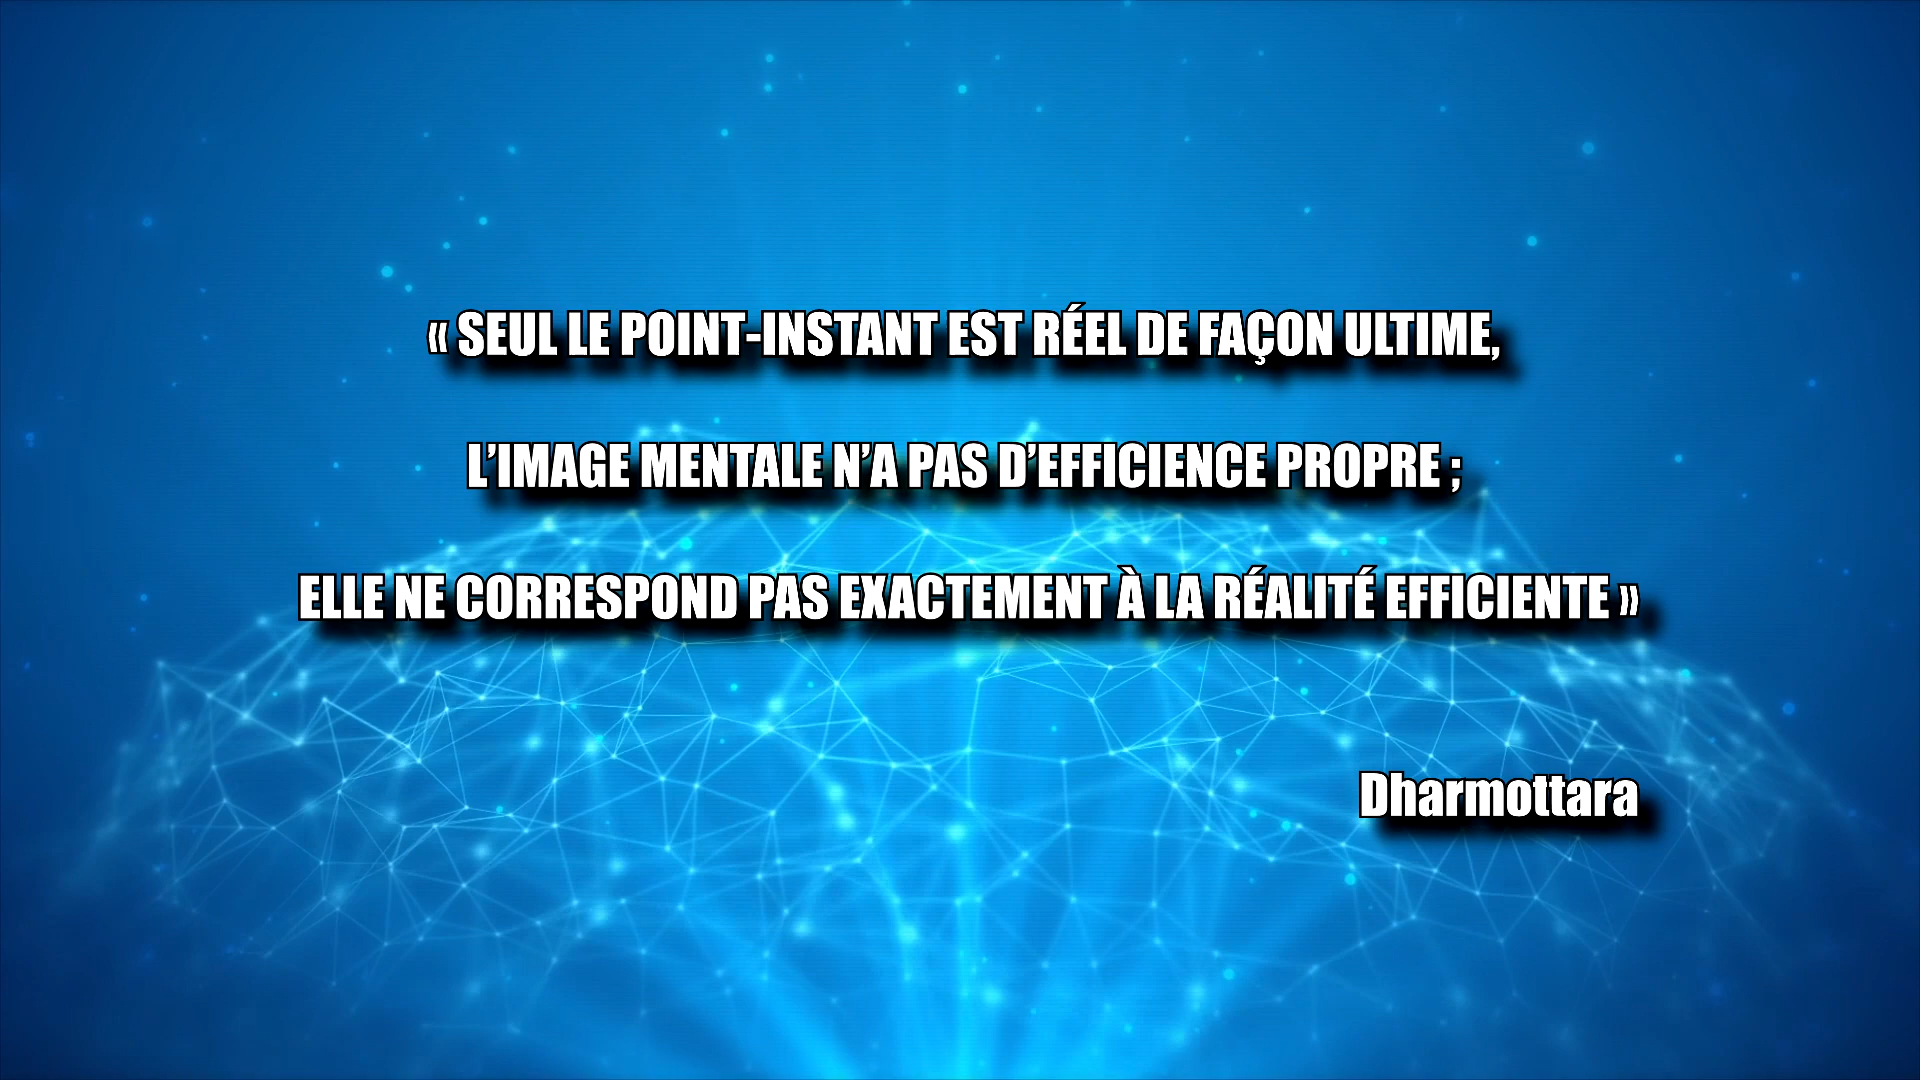 « SEUL LE POINT-INSTANT EST RÉEL DE FAÇON ULTIME,
L’IMAGE MENTALE N’A PAS D’EFFICIENCE PROPRE ;
ELLE NE CORRESPOND PAS EXACTEMENT À LA RÉALITÉ EFFICIENTE »
Dharmottara